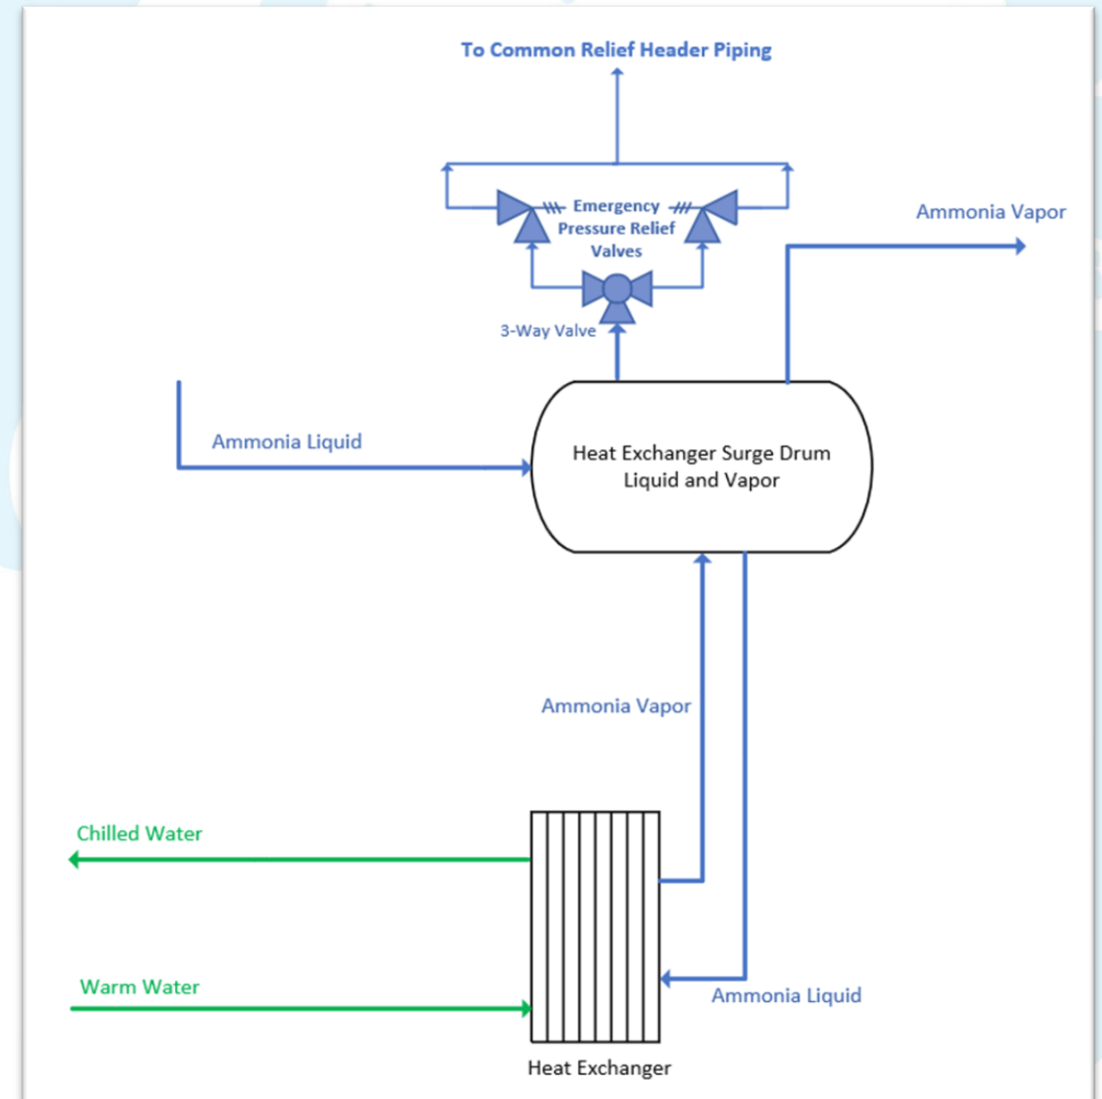 To Common Relief Header Piping
Emergency
Pressure Relief
Valves
Ammonia Vapor
3-Way Valve
Ammonia Liquid
Heat Exchanger Surge Drum
Liquid and Vapor
Ammonia Vapor
Chilled Water
Warm Water
Ammonia Liquid
Heat Exchanger